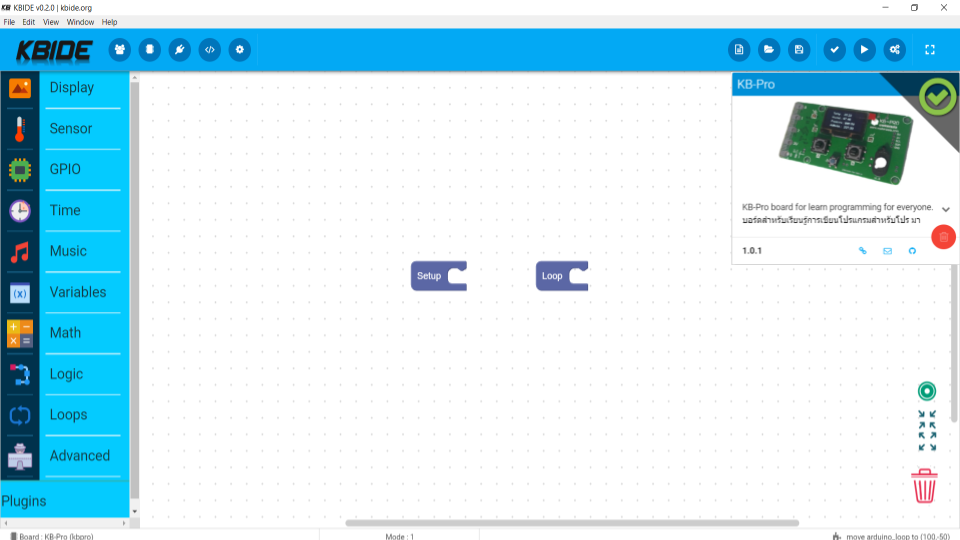 KB KBIDE v0.2.0 | kbide.org
File Edit View Window Help
KBIDE
Display
Sensor
GPIO
Time
Music
Variables
Math
Logic
Loops
Advanced
Plugins
Setup
Loop
KB-Pro
KB-Pro board for learn programming for everyone.
บอร์ดสำหรับเรียนรู้การเขียนโปรแกรมสำหรับโปร มา
1.0.1
Board : KB-Pro (kbpro)
Mode : 1
move arduino_loop to (100,-50)